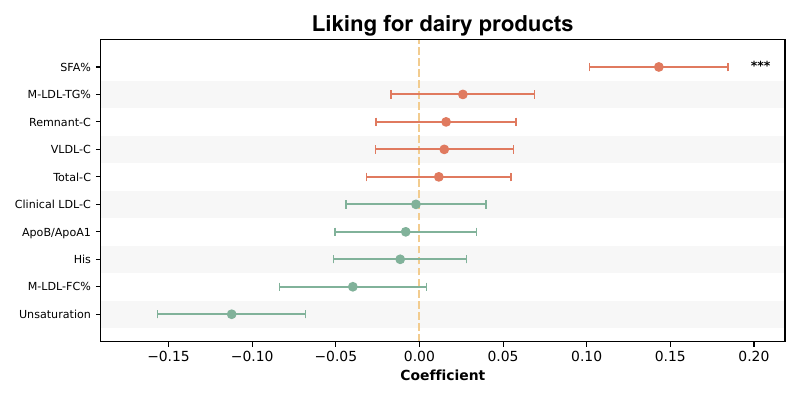 Liking for dairy products
SFA%
***
M-LDL-TG%
Remnant-C
VLDL-C
Total-C
Clinical LDL-C
ApoB/ApoA1
His
M-LDL-FC%
Unsaturation
−0.15 −0.10 −0.05 0.00 0.05 0.10 0.15 0.20
Coefficient